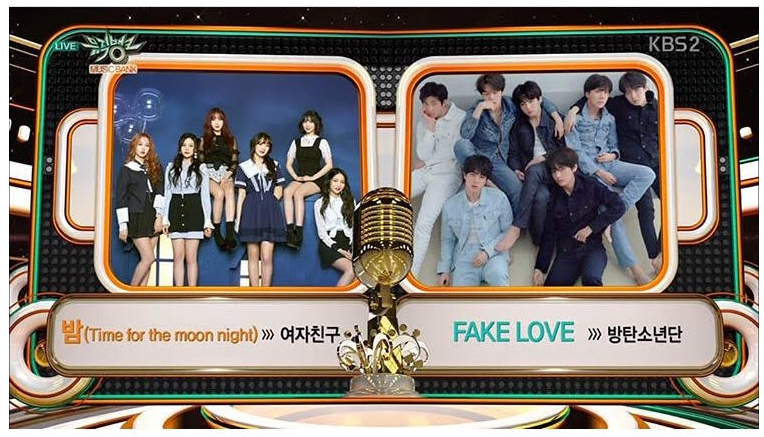 LIVE
뮤직뱅크
MUSIC BANK
KBS2
밤(Time for the moon night) 》》 여자친구
FAKE LOVE 》》 방탄소년단